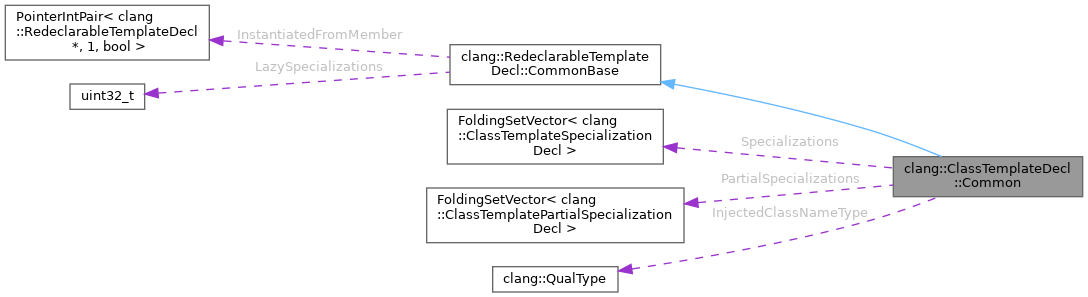 PointerIntPair< clang
::RedeclarableTemplateDecl
*, 1, bool >
InstantiatedFromMember
clang::RedeclarableTemplate
Decl::CommonBase
LazySpecializations
uint32_t
FoldingSetVector< clang
::ClassTemplateSpecialization
Decl >
Specializations
clang::ClassTemplateDecl
::Common
PartialSpecializations
FoldingSetVector< clang
::ClassTemplatePartialSpecialization
Decl >
InjectedClassNameType
clang::QualType